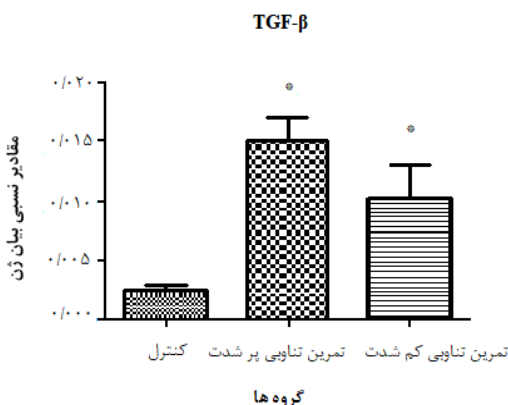 TGF-β
۰/۰۲۰
۰/۰۱۵
۰/۰۱۰
۰/۰۰۵
۰/۰۰۰
مقادیر نسبی بیان ژن
*
*
کنترل
تمرین تناوبی پر شدت
تمرین تناوبی کم شدت
گروه ها